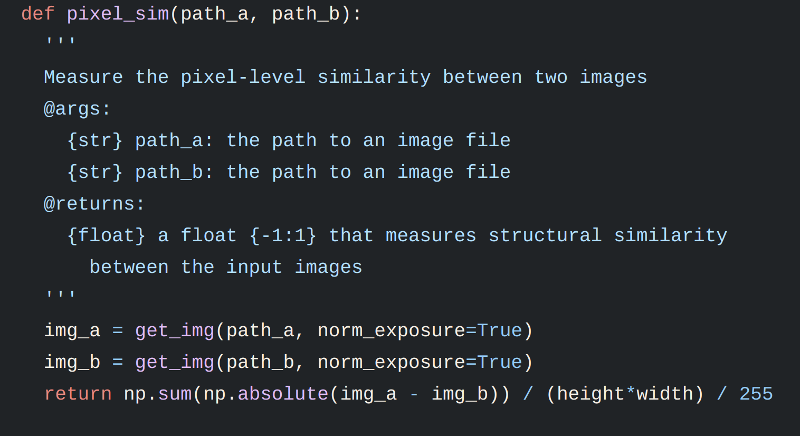 def pixel_sim(path_a, path_b):
  '''
  Measure the pixel-level similarity between two images
  @args:
    {str} path_a: the path to an image file
    {str} path_b: the path to an image file
  @returns:
    {float} a float {-1:1} that measures structural similarity
      between the input images
  '''
  img_a = get_img(path_a, norm_exposure=True)
  img_b = get_img(path_b, norm_exposure=True)
  return np.sum(np.absolute(img_a - img_b)) / (height*width) / 255